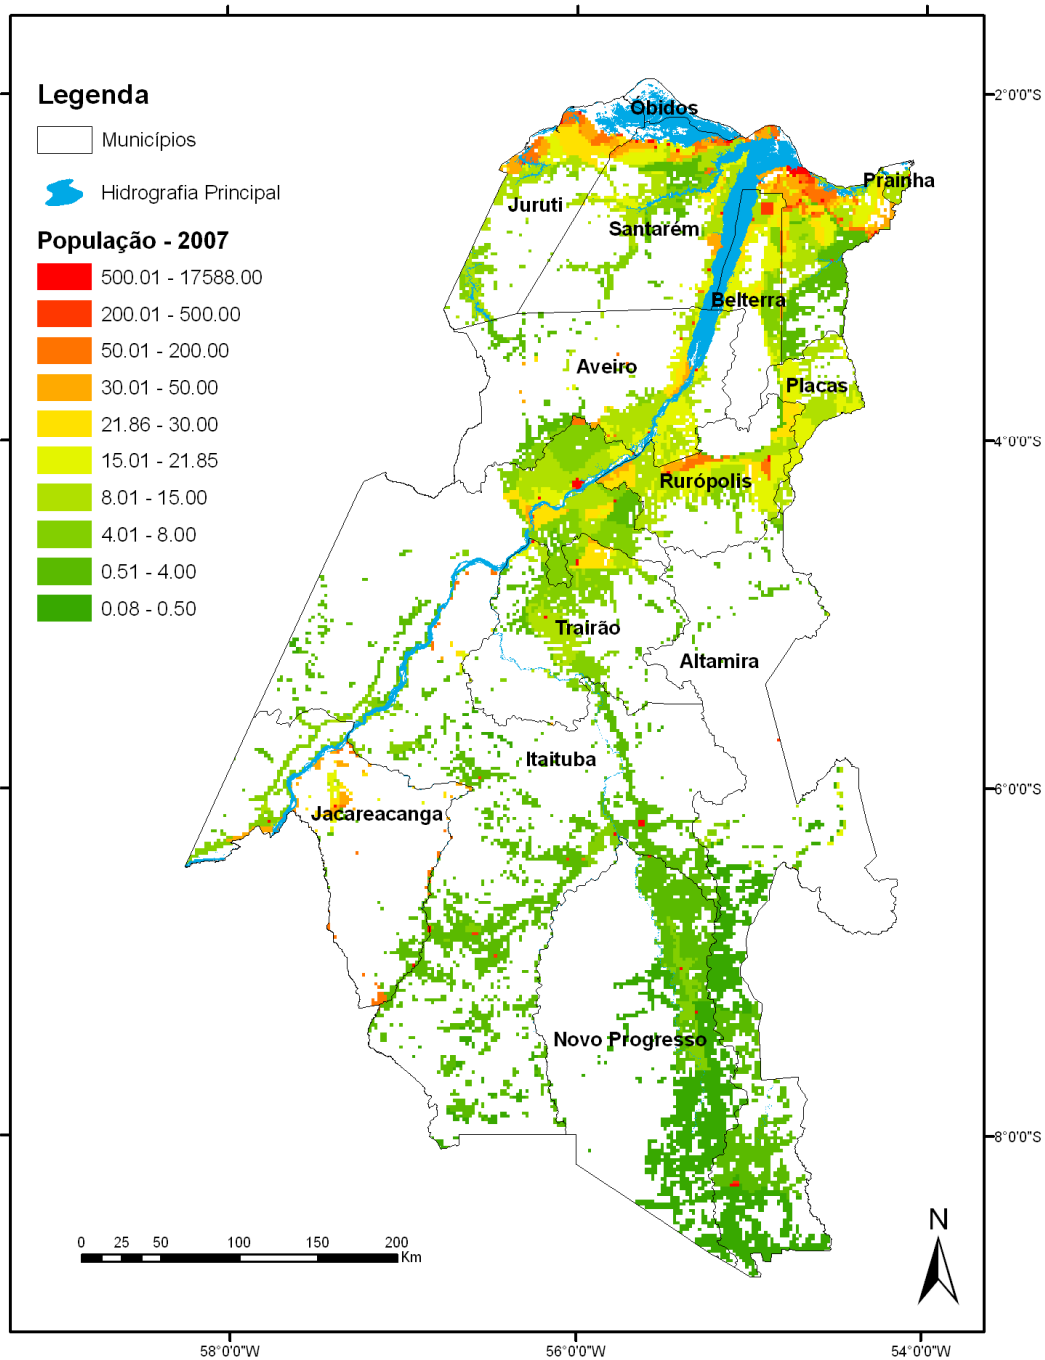 Legenda
Municípios
Hidrografia Principal
População - 2007
500.01 - 17588.00
200.01 - 500.00
50.01 - 200.00
30.01 - 50.00
21.86 - 30.00
15.01 - 21.85
8.01 - 15.00
4.01 - 8.00
0.51 - 4.00
0.08 - 0.50
Óbidos
Prainha
Juruti
Santarém
Belterra
Aveiro
Placas
Rurópolis
Trairão
Altamira
Itaituba
Jacareacanga
Novo Progresso
2°0'0"S
4°0'0"S
6°0'0"S
8°0'0"S
0 25 50 100 150 200
Km
N
58°0'0"W 56°0'0"W 54°0'0"W